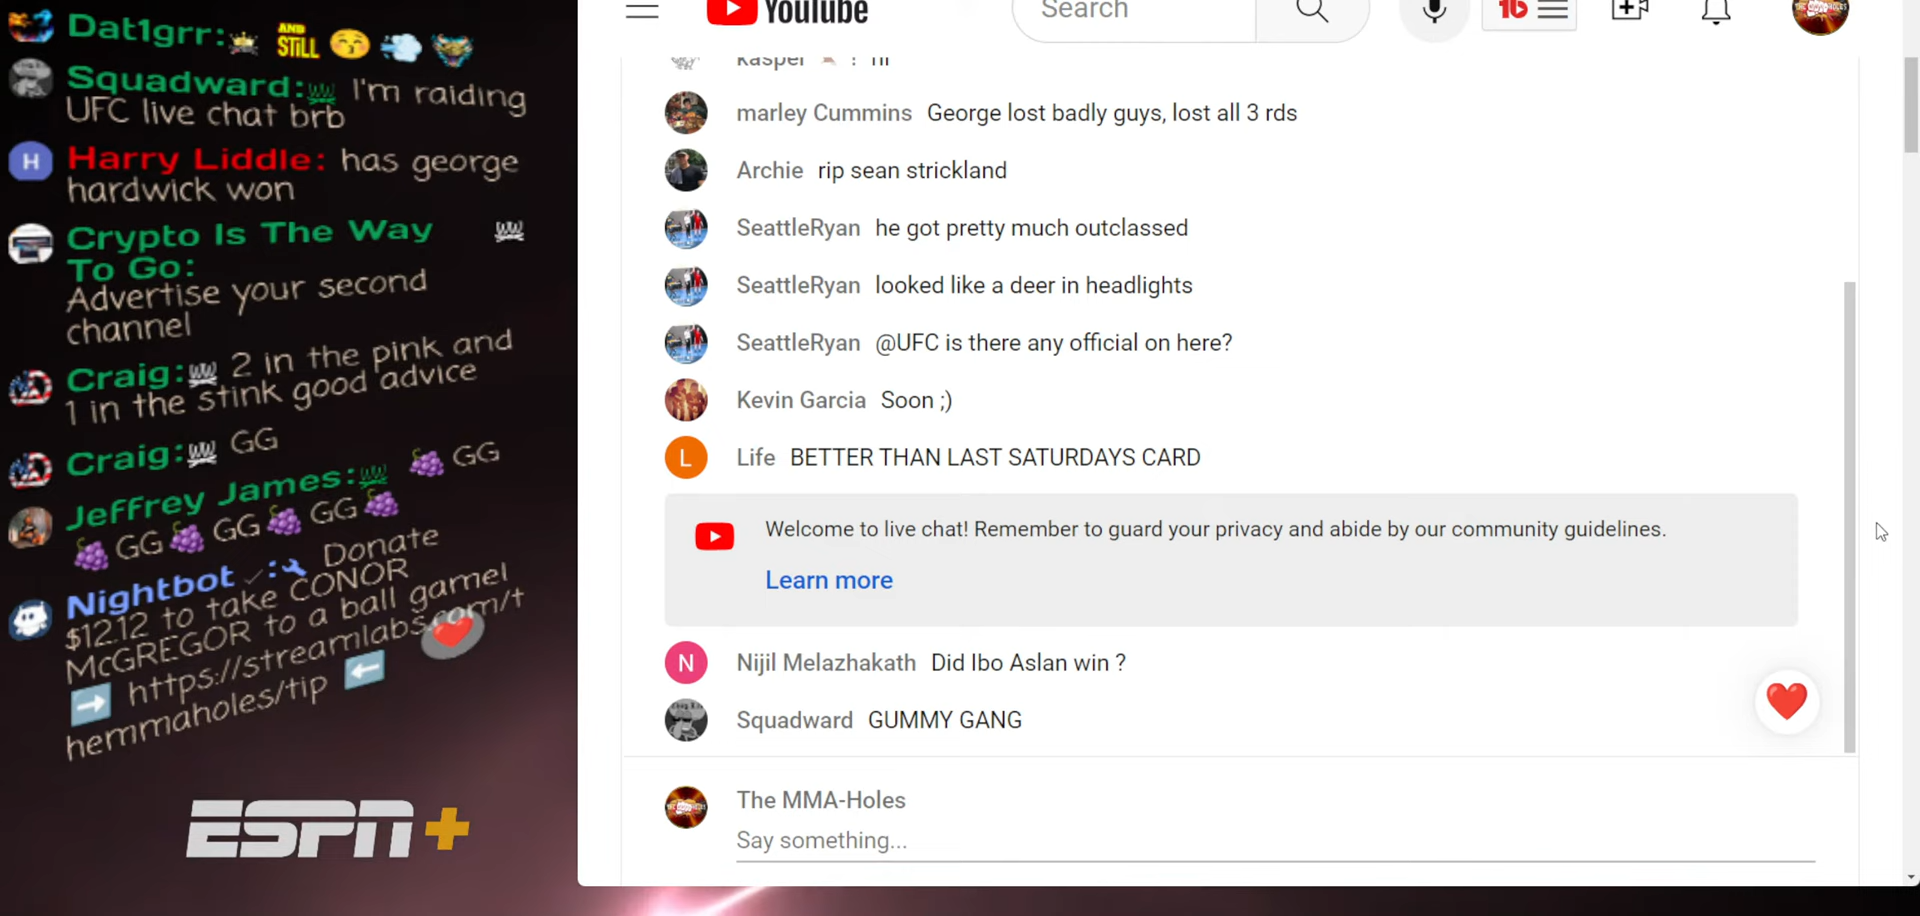 Dat1grr: AND STILL
Squadward: I'm raiding
UFC live chat brb
Harry Liddle: has george
hardwick won
Crypto Is The Way
To Go:
Advertise your second
channel
Craig: 2 in the pink and
1 in the stink good advice
Craig: GG
Jeffrey James: GG
GG GG GG
Nightbot : Donate
$12.12 to take CONOR
McGREGOR to a ball game!
https://streamlabs.com/t
hemmaholes/tip
ESPN+
YouTube
Search
kasper ? hi
marley Cummins George lost badly guys, lost all 3 rds
Archie rip sean strickland
SeattleRyan he got pretty much outclassed
SeattleRyan looked like a deer in headlights
SeattleRyan @UFC is there any official on here?
Kevin Garcia Soon ;)
L Life BETTER THAN LAST SATURDAYS CARD
Welcome to live chat! Remember to guard your privacy and abide by our community guidelines.
Learn more
N Nijil Melazhakath Did Ibo Aslan win ?
Squadward GUMMY GANG
The MMA-Holes
Say something...